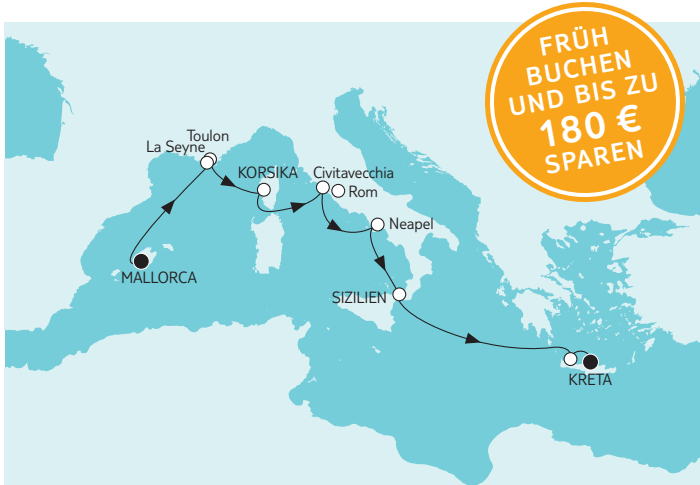 FRÜH
BUCHEN
UND BIS ZU
180 €
SPAREN
Toulon
La Seyne
KORSIKA
Civitavecchia
Rom
Neapel
MALLORCA
SIZILIEN
KRETA